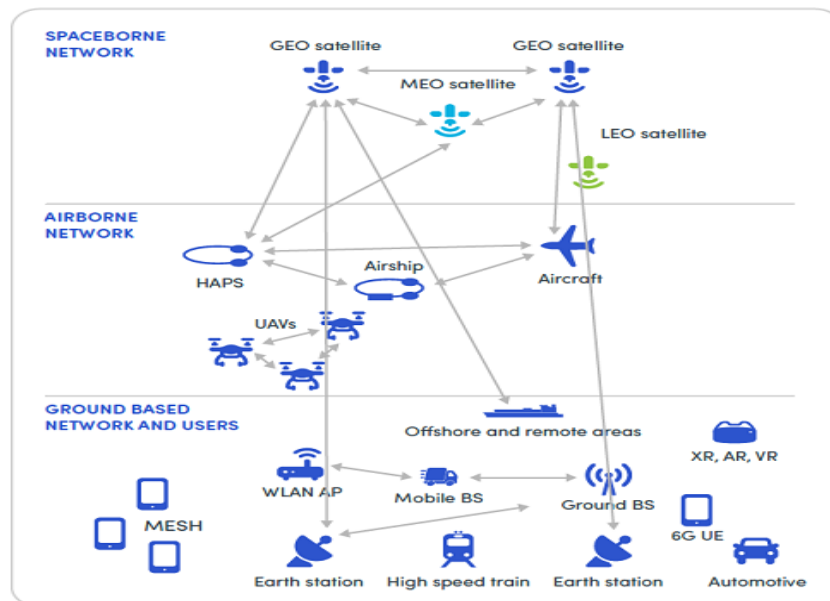 SPACEBORNE
NETWORK
GEO satellite
GEO satellite
MEO satellite
LEO satellite
AIRBORNE
NETWORK
HAPS
Airship
Aircraft
UAVs
GROUND BASED
NETWORK AND USERS
Offshore and remote areas
XR, AR, VR
WLAN AP
Mobile BS
Ground BS
MESH
6G UE
Earth station
High speed train
Earth station
Automotive